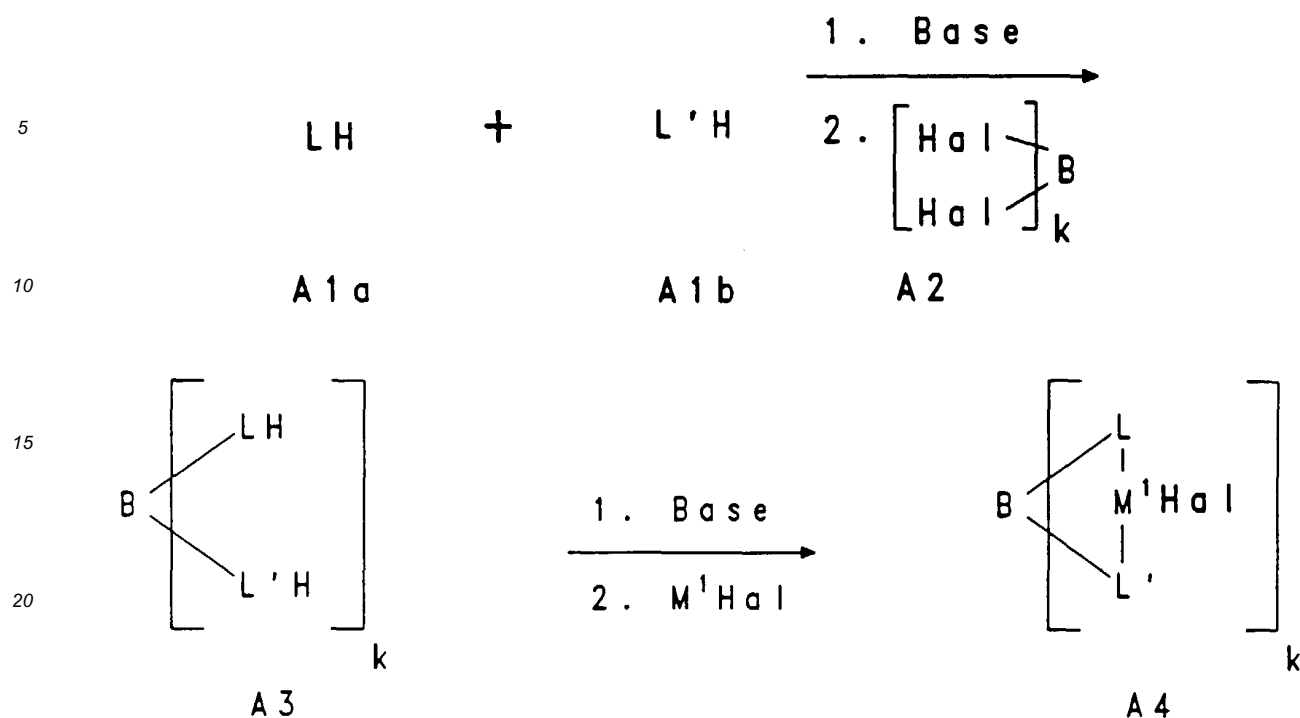 1. Base
5
LH + L'H 2. [Hal Hal]k B
10
A1a A1b A2
15
B [LH L'H]k
1. Base
2. M¹Hal
B [L M¹Hal L']k
20
A3 A4